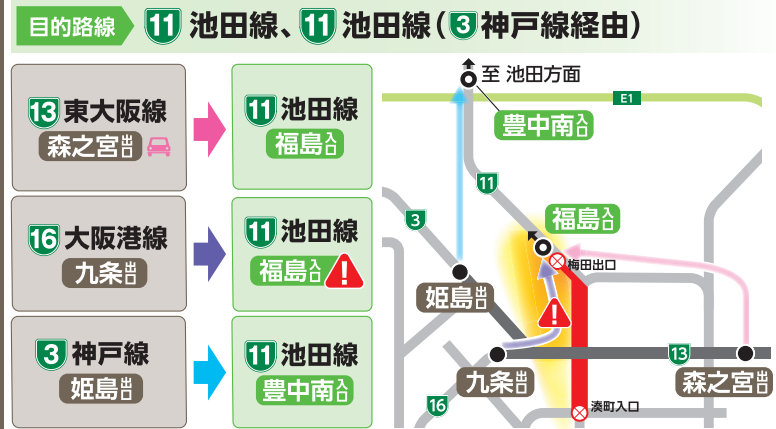 目的路線 11 池田線、11 池田線(3 神戸線経由)
13 東大阪線
森之宮出口
11 池田線
福島入口
16 大阪港線
九条出口
11 池田線
福島入口 !
3 神戸線
姫島出口
11 池田線
豊中南入口
至 池田方面
E1
豊中南入口
11
3
福島入口
梅田出口
姫島出口
!
13
九条出口
森之宮出口
16
湊町入口